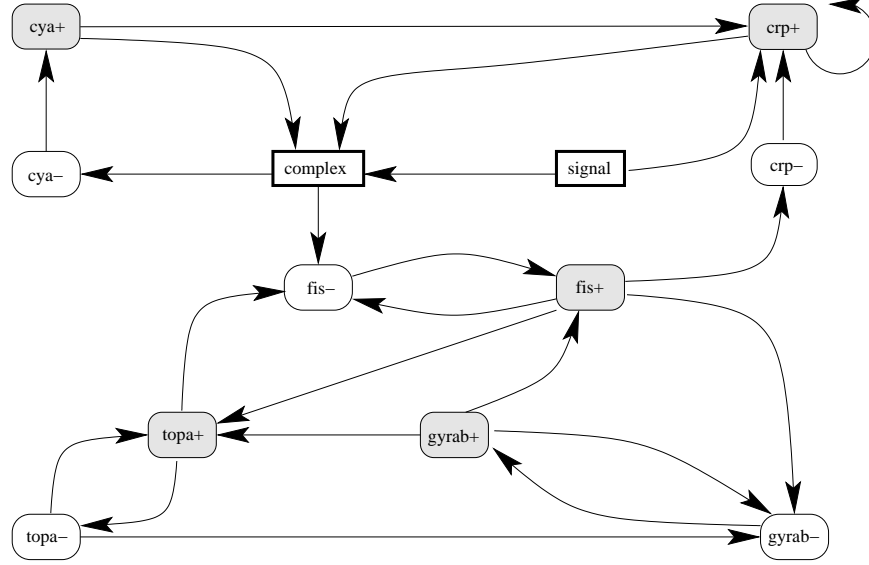 cya+
crp+
complex
signal
crp−
cya−
fis−
fis+
topa+
gyrab+
topa−
gyrab−